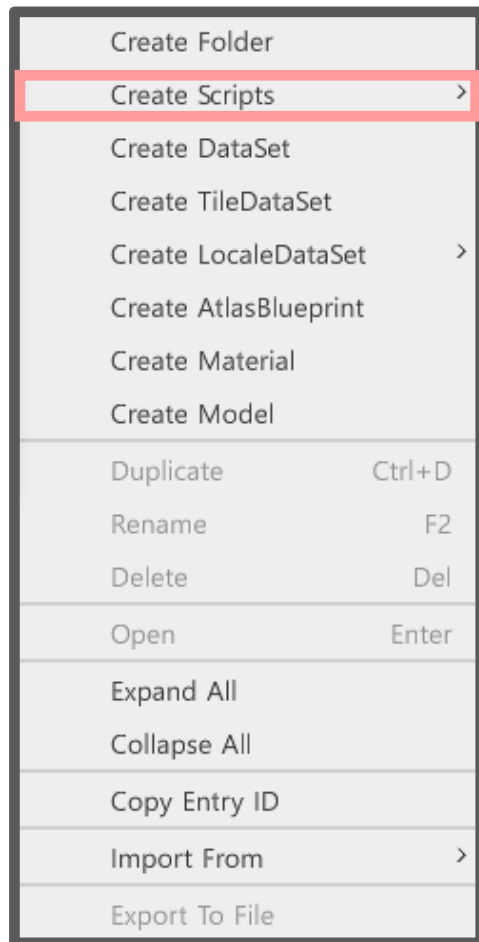 Create Folder
Create Scripts >
Create DataSet
Create TileDataSet
Create LocaleDataSet >
Create AtlasBlueprint
Create Material
Create Model
Duplicate Ctrl+D
Rename F2
Delete Del
Open Enter
Expand All
Collapse All
Copy Entry ID
Import From >
Export To File